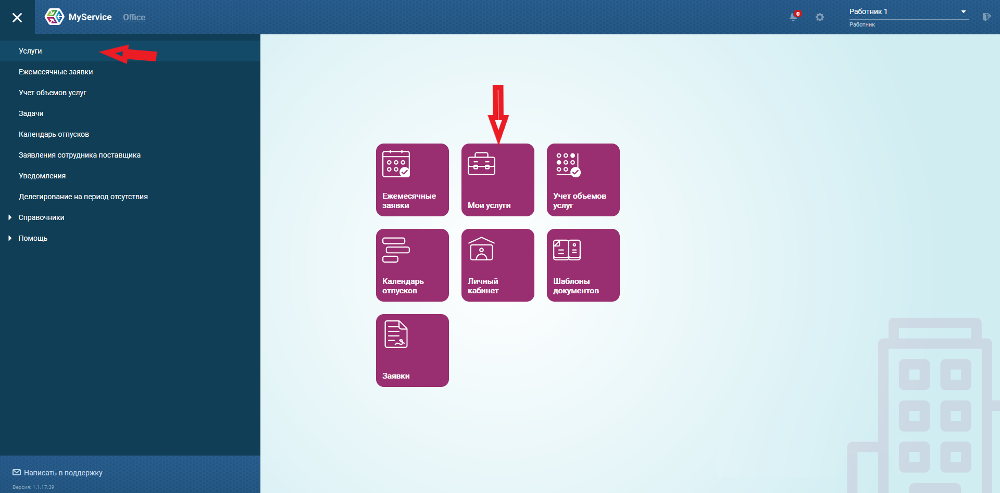 MyService Office
0
Работник 1
Работник
Услуги
Ежемесячные заявки
Учет объемов услуг
Задачи
Календарь отпусков
Заявления сотрудника поставщика
Уведомления
Делегирование на период отсутствия
Справочники
Помощь
Написать в поддержку
Версия: 1.1.17.39
Ежемесячные
заявки
Мои услуги
Учет объемов
услуг
Календарь
отпусков
Личный
кабинет
Шаблоны
документов
Заявки